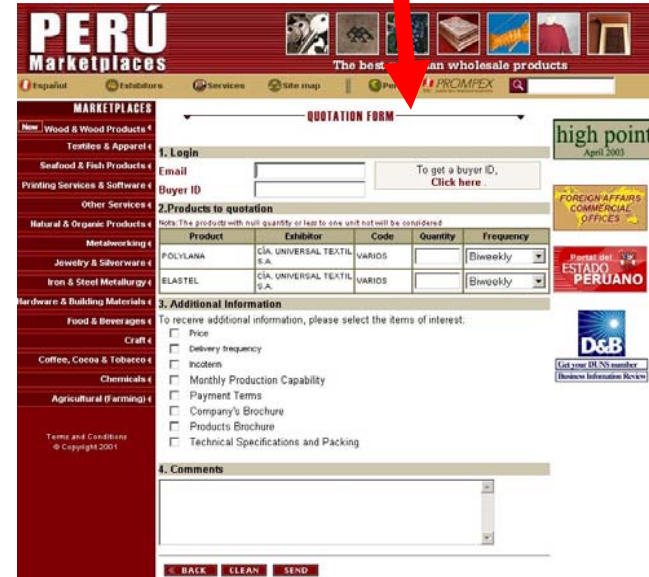 PERÚ
Marketplaces
The best
an wholesale products
Español
Exhibitors
Services
Site map
PROMPEX
MARKETPLACES
New Wood & Wood Products
Textiles & Apparel
Seafood & Fish Products
Printing Services & Software
Other Services
Natural & Organic Products
Metalworking
Jewelry & Silverware
Iron & Steel Metallurgy
Hardware & Building Materials
Food & Beverages
Craft
Coffee, Cocoa & Tobacco
Chemicals
Agricultural (Farming)
Terms and Conditions
© Copyright 2001
QUOTATION FORM
1. Login
Email
Buyer ID
To get a buyer ID,
Click here .
2.Products to quotation
Note:The products with null quantity or less to one unit not will be considered
Product Exhibitor Code Quantity Frequency
POLYLANA CÍA. UNIVERSAL TEXTIL S.A. VARIOS Biweekly
ELASTEL CÍA. UNIVERSAL TEXTIL S.A. VARIOS Biweekly
3. Additional Information
To receive additional information, please select the items of interest:
Price
Delivery frequency
Incoterm
Monthly Production Capability
Payment Terms
Company's Brochure
Products Brochure
Technical Specifications and Packing
4. Comments
BACK CLEAN SEND
high point
April 2003
FOREIGN AFFAIRS
COMMERCIAL
OFFICES
Portal del
ESTADO
PERUANO
D&B
Get your DUNS number
Business Information Review